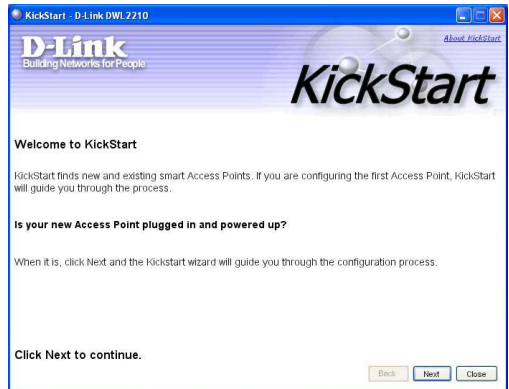 KickStart - D-Link DWL2210
D-Link
Building Networks for People
About KickStart
KickStart
Welcome to KickStart
KickStart finds new and existing smart Access Points. If you are configuring the first Access Point, KickStart
will guide you through the process.
Is your new Access Point plugged in and powered up?
When it is, click Next and the Kickstart wizard will guide you through the configuration process.
Click Next to continue.
Back Next Close